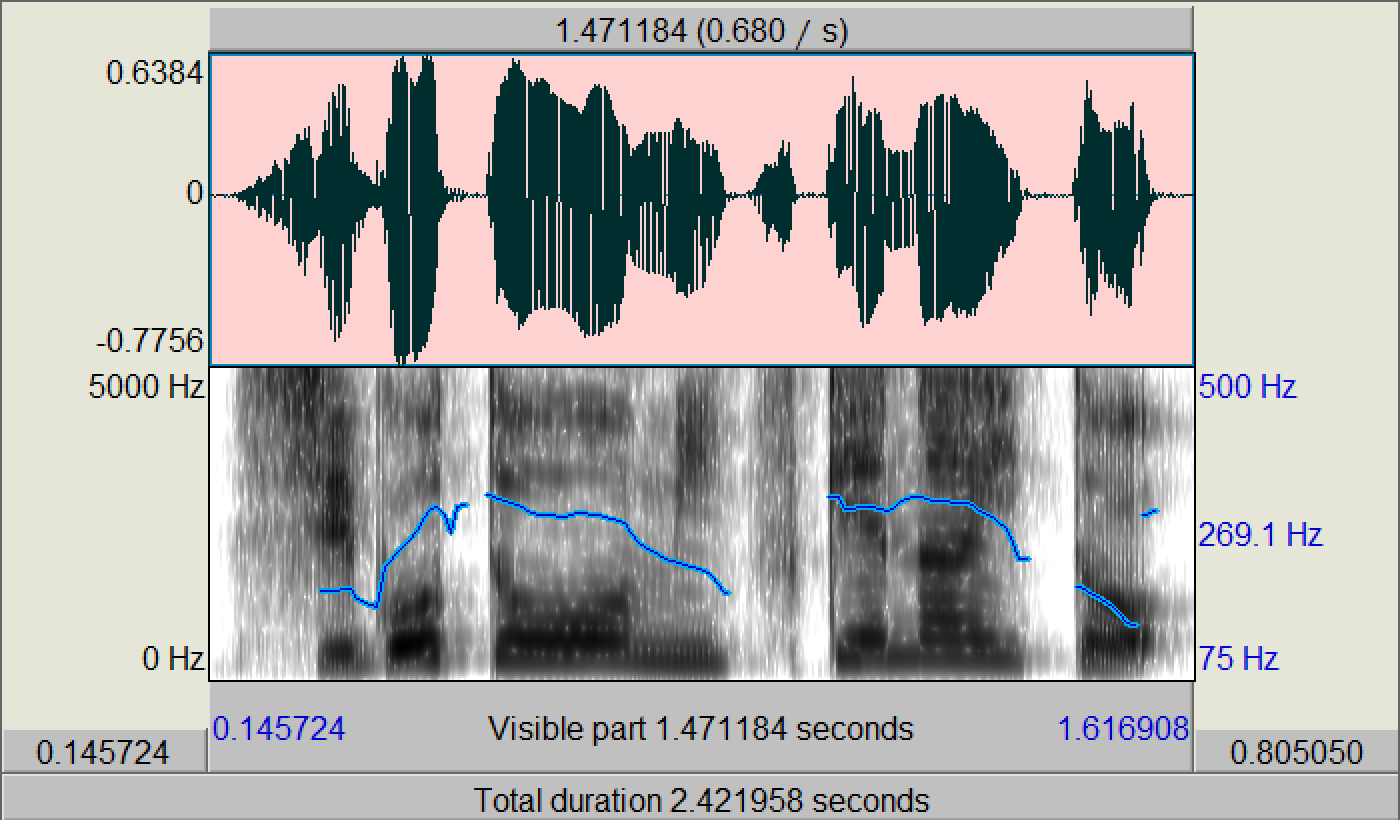 1.471184 (0.680 / s)
0.6384
0
-0.7756
5000 Hz
500 Hz
269.1 Hz
0 Hz
75 Hz
0.145724
Visible part 1.471184 seconds
1.616908
0.145724
0.805050
Total duration 2.421958 seconds